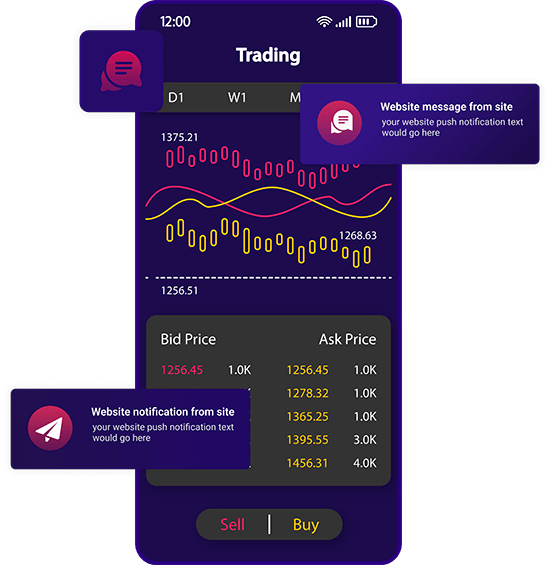 12:00
Trading
D1 W1 M
Website message from site
your website push notification text
would go here
1375.21
1268.63
1256.51
Bid Price Ask Price
1256.45 1.0K 1256.45 1.0K
1278.32 1.0K
1365.25 1.0K
1395.55 3.0K
1456.31 4.0K
Website notification from site
your website push notification text
would go here
Sell | Buy